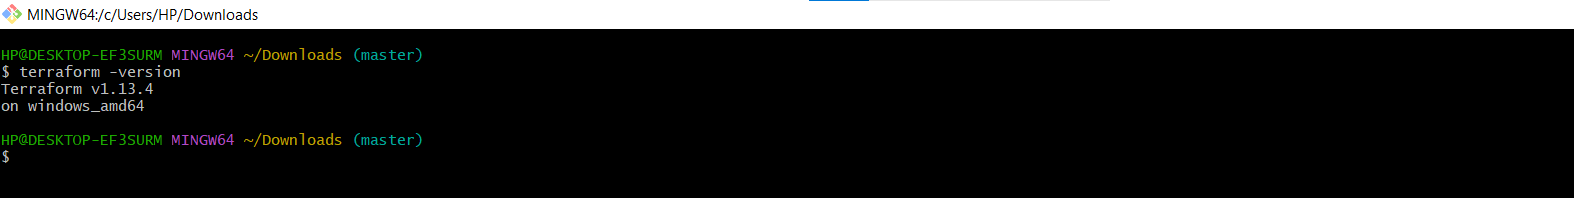 MINGW64:/c/Users/HP/Downloads
HP@DESKTOP-EF3SURM MINGW64 ~/Downloads (master)
$ terraform -version
Terraform v1.13.4
on windows_amd64
HP@DESKTOP-EF3SURM MINGW64 ~/Downloads (master)
$